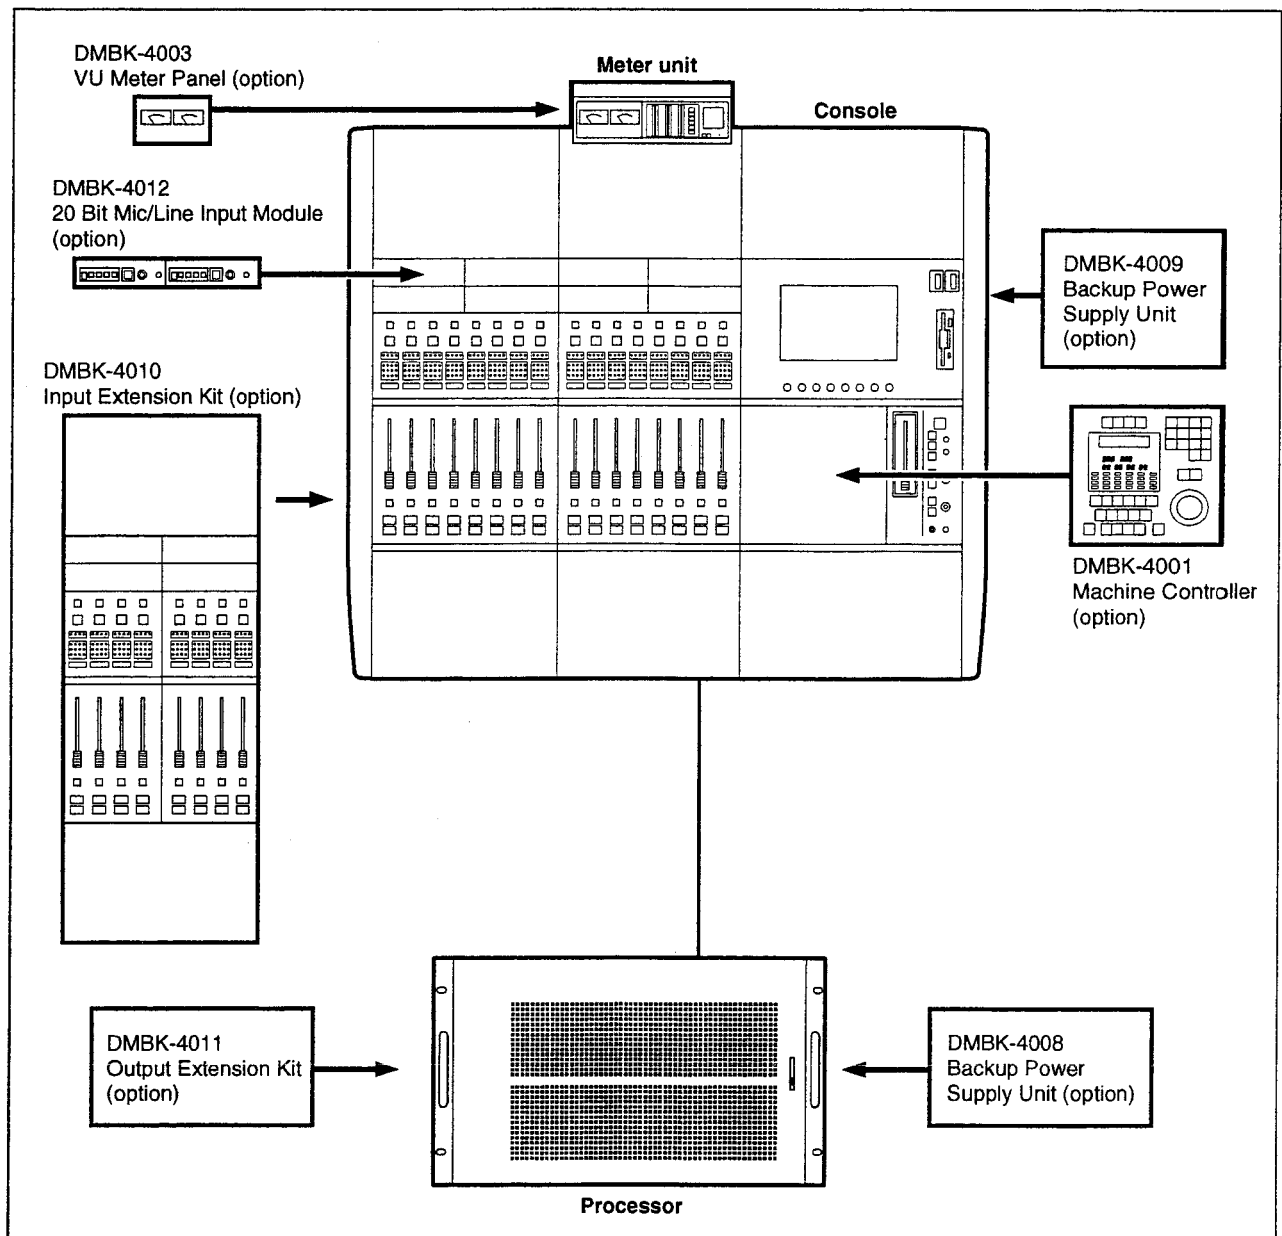 DMBK-4003
VU Meter Panel (option)
Meter unit
Console
DMBK-4012
20 Bit Mic/Line Input Module
(option)
DMBK-4009
Backup Power
Supply Unit
(option)
DMBK-4010
Input Extension Kit (option)
DMBK-4001
Machine Controller
(option)
DMBK-4011
Output Extension Kit
(option)
DMBK-4008
Backup Power
Supply Unit (option)
Processor